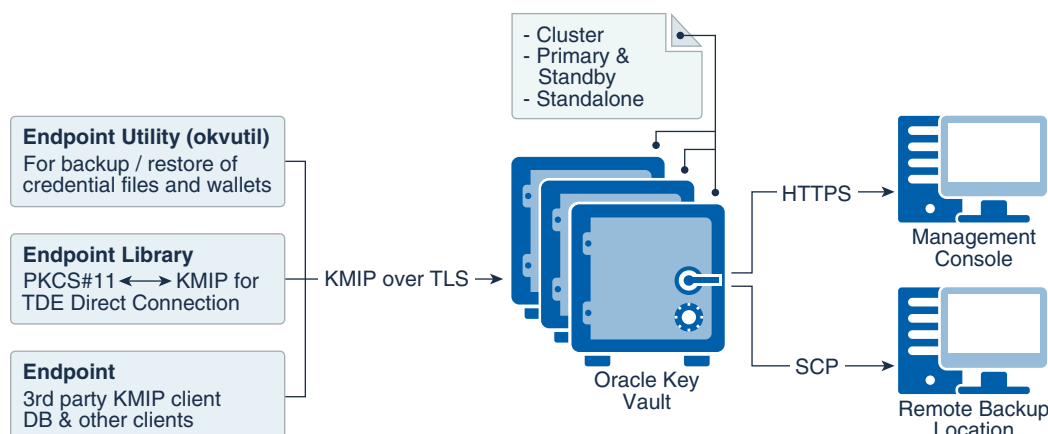 - Cluster
- Primary &
Standby
- Standalone
Endpoint Utility (okvutil)
For backup / restore of
credential files and wallets
Endpoint Library
PKCS#11 ⟷ KMIP for
TDE Direct Connection
Endpoint
3rd party KMIP client
DB & other clients
KMIP over TLS
Oracle Key
Vault
HTTPS
Management
Console
SCP
Remote Backup
Location